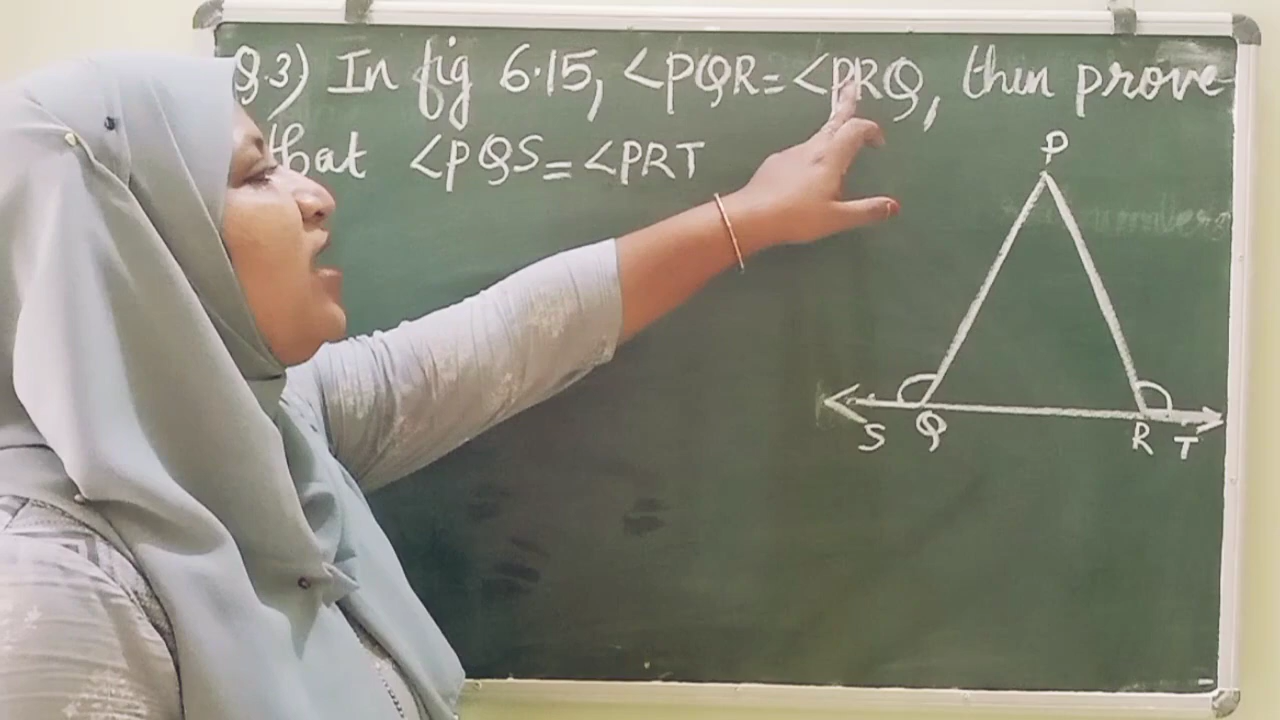 Q.3) In fig 6.15, ∠PQR = ∠PRQ, then prove
that ∠PQS = ∠PRT
P
S Q R T